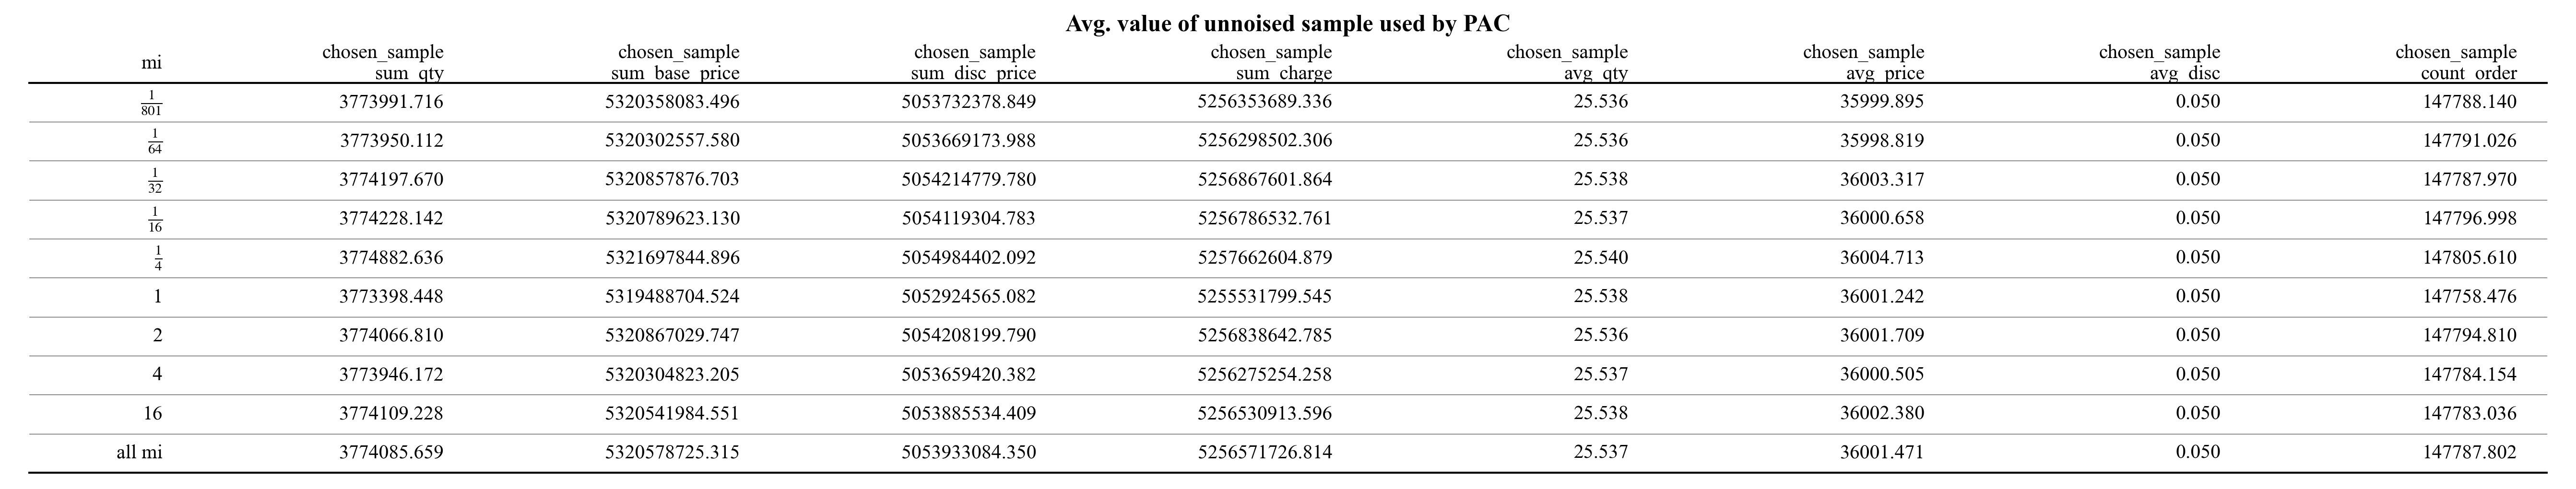 Avg. value of unnoised sample used by PAC
mi chosen_sample sum_qty chosen_sample sum_base_price chosen_sample sum_disc_price chosen_sample sum_charge chosen_sample avg_qty chosen_sample avg_price chosen_sample avg_disc chosen_sample count_order
1/801 3773991.716 5320358083.496 5053732378.849 5256353689.336 25.536 35999.895 0.050 147788.140
1/64 3773950.112 5320302557.580 5053669173.988 5256298502.306 25.536 35998.819 0.050 147791.026
1/32 3774197.670 5320857876.703 5054214779.780 5256867601.864 25.538 36003.317 0.050 147787.970
1/16 3774228.142 5320789623.130 5054119304.783 5256786532.761 25.537 36000.658 0.050 147796.998
1/4 3774882.636 5321697844.896 5054984402.092 5257662604.879 25.540 36004.713 0.050 147805.610
1 3773398.448 5319488704.524 5052924565.082 5255531799.545 25.538 36001.242 0.050 147758.476
2 3774066.810 5320867029.747 5054208199.790 5256838642.785 25.536 36001.709 0.050 147794.810
4 3773946.172 5320304823.205 5053659420.382 5256275254.258 25.537 36000.505 0.050 147784.154
16 3774109.228 5320541984.551 5053885534.409 5256530913.596 25.538 36002.380 0.050 147783.036
all mi 3774085.659 5320578725.315 5053933084.350 5256571726.814 25.537 36001.471 0.050 147787.802